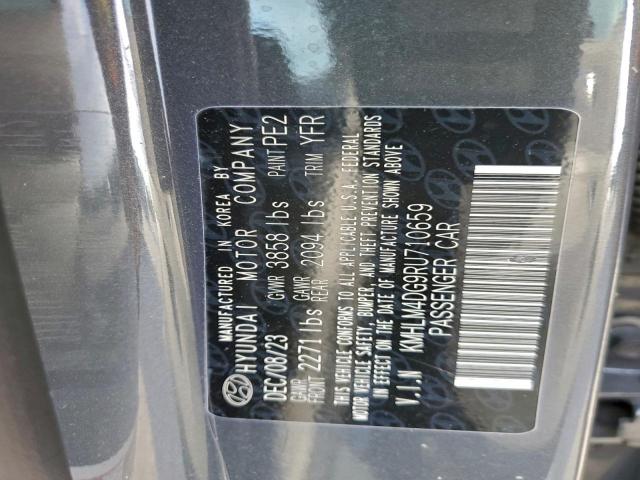 MANUFACTURED IN KOREA BY
HYUNDAI MOTOR COMPANY
DEC/08/23 GVWR 3858 lbs PAINT PE2
GAWR FRONT 2271 lbs GAWR REAR 2094 lbs TRIM YFR
THIS VEHICLE CONFORMS TO ALL APPLICABLE U.S.A. FEDERAL
MOTOR VEHICLE SAFETY, BUMPER, AND THEFT PREVENTION STANDARDS
IN EFFECT ON THE DATE OF MANUFACTURE SHOWN ABOVE
V.I.N KMHLM4DG9RU710659
PASSENGER CAR